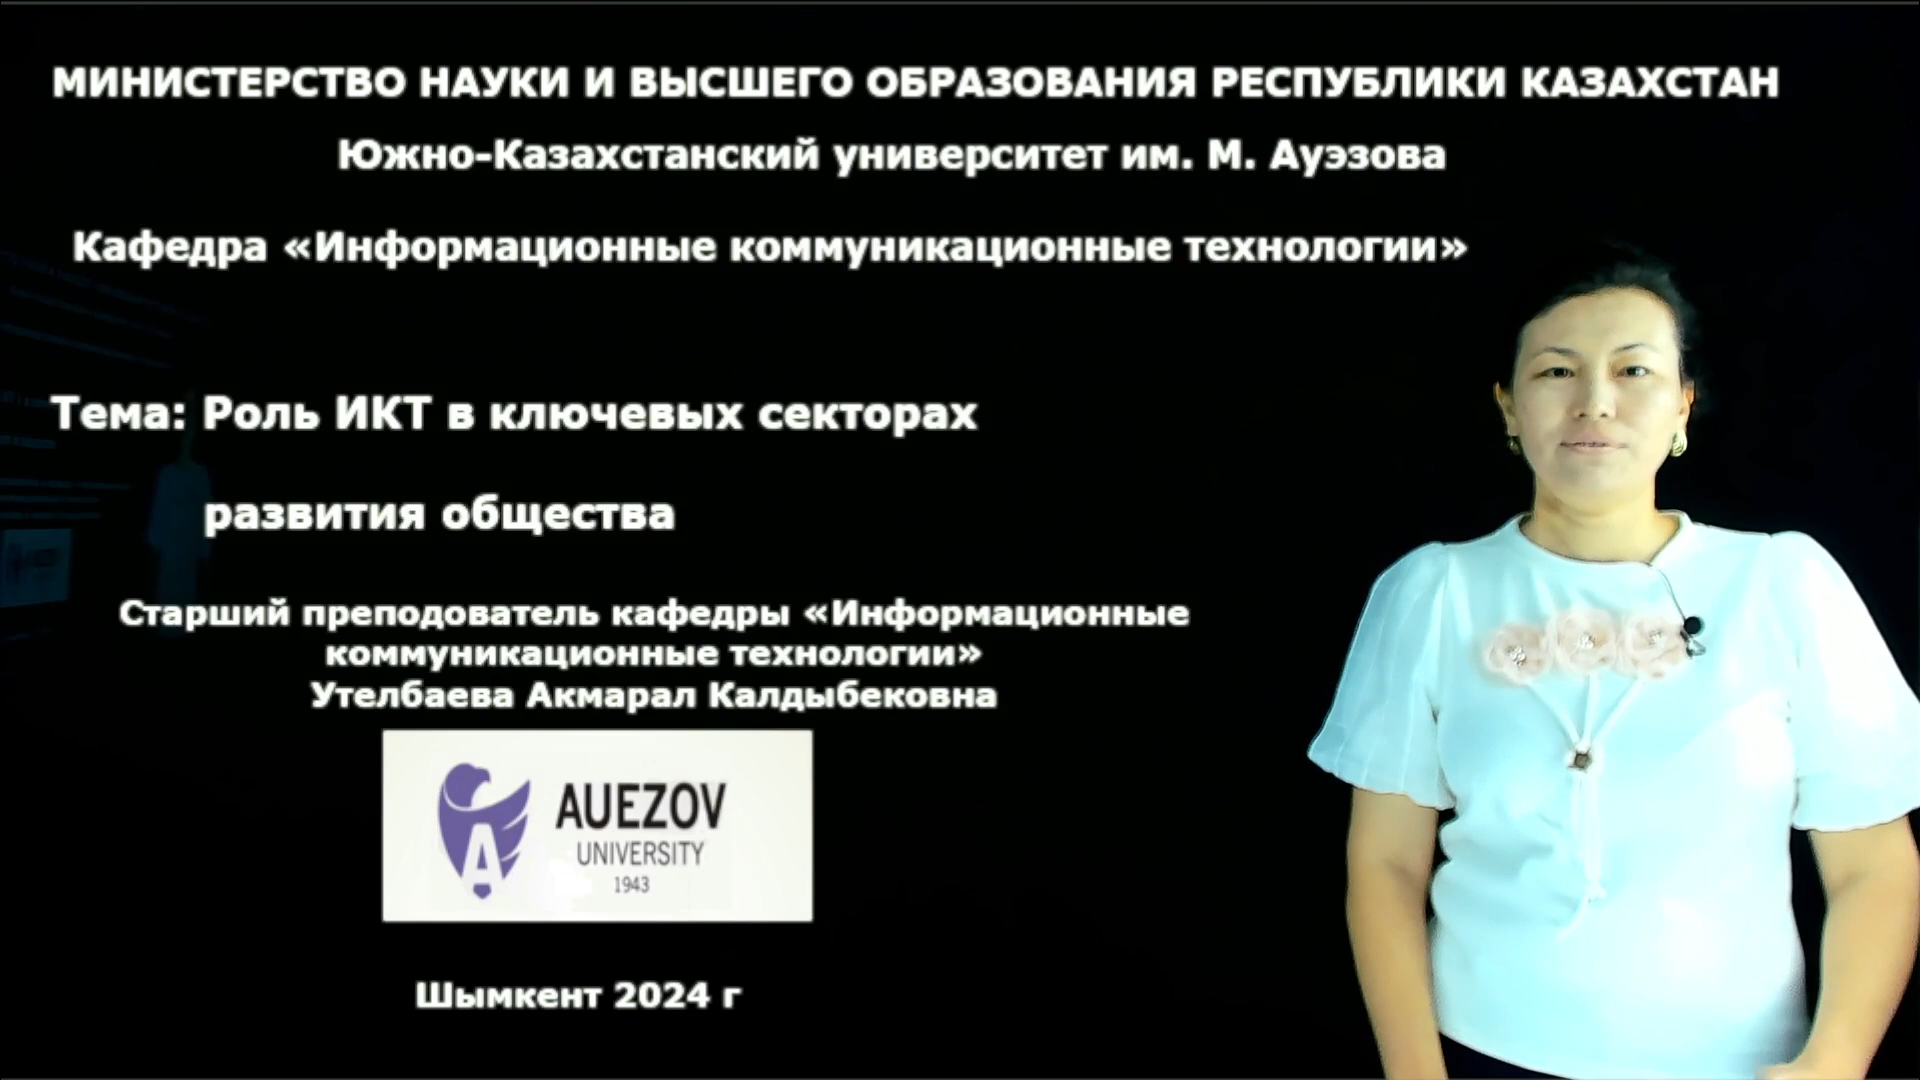 МИНИСТЕРСТВО НАУКИ И ВЫСШЕГО ОБРАЗОВАНИЯ РЕСПУБЛИКИ КАЗАХСТАН
Южно-Казахстанский университет им. М. Ауэзова
Кафедра «Информационные коммуникационные технологии»
Тема: Роль ИКТ в ключевых секторах
развития общества
Старший преподователь кафедры «Информационные
коммуникационные технологии»
Утелбаева Акмарал Калдыбековна
AUEZOV
UNIVERSITY
1943
Шымкент 2024 г